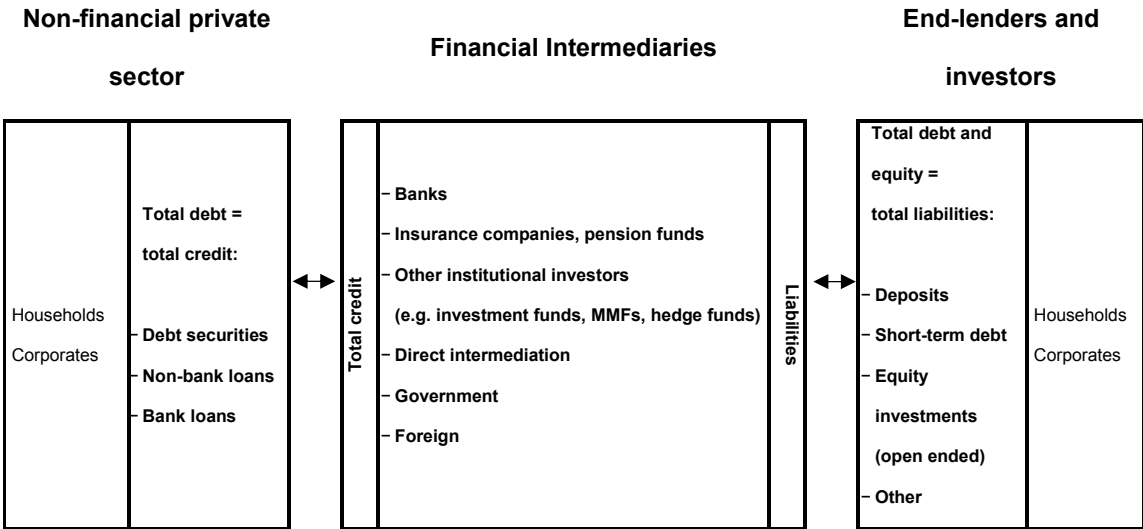 Non-financial private
sector
Financial Intermediaries
End-lenders and
investors
Households
Corporates
Total debt =
total credit:
– Debt securities
– Non-bank loans
– Bank loans
Total credit
– Banks
– Insurance companies, pension funds
– Other institutional investors
(e.g. investment funds, MMFs, hedge funds)
– Direct intermediation
– Government
– Foreign
Liabilities
Total debt and
equity =
total liabilities:
– Deposits
– Short-term debt
– Equity
investments
(open ended)
– Other
Households
Corporates